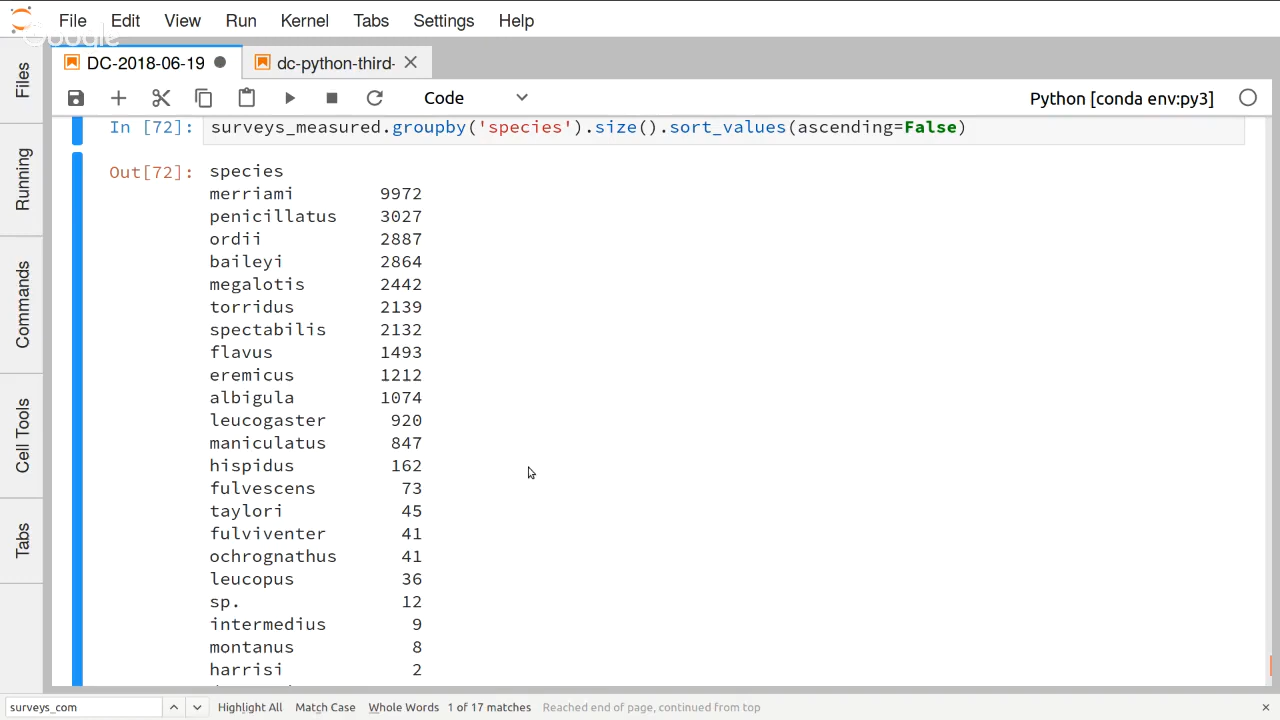 File Edit View Run Kernel Tabs Settings Help
Google
DC-2018-06-19 dc-python-third-
Code Python [conda env:py3]
Files
Running
Commands
Cell Tools
Tabs
In [72]: surveys_measured.groupby('species').size().sort_values(ascending=False)
Out[72]: species
merriami 9972
penicillatus 3027
ordii 2887
baileyi 2864
megalotis 2442
torridus 2139
spectabilis 2132
flavus 1493
eremicus 1212
albigula 1074
leucogaster 920
maniculatus 847
hispidus 162
fulvescens 73
taylori 45
fulviventer 41
ochrognathus 41
leucopus 36
sp. 12
intermedius 9
montanus 8
harrisi 2
surveys_com Highlight All Match Case Whole Words 1 of 17 matches Reached end of page, continued from top